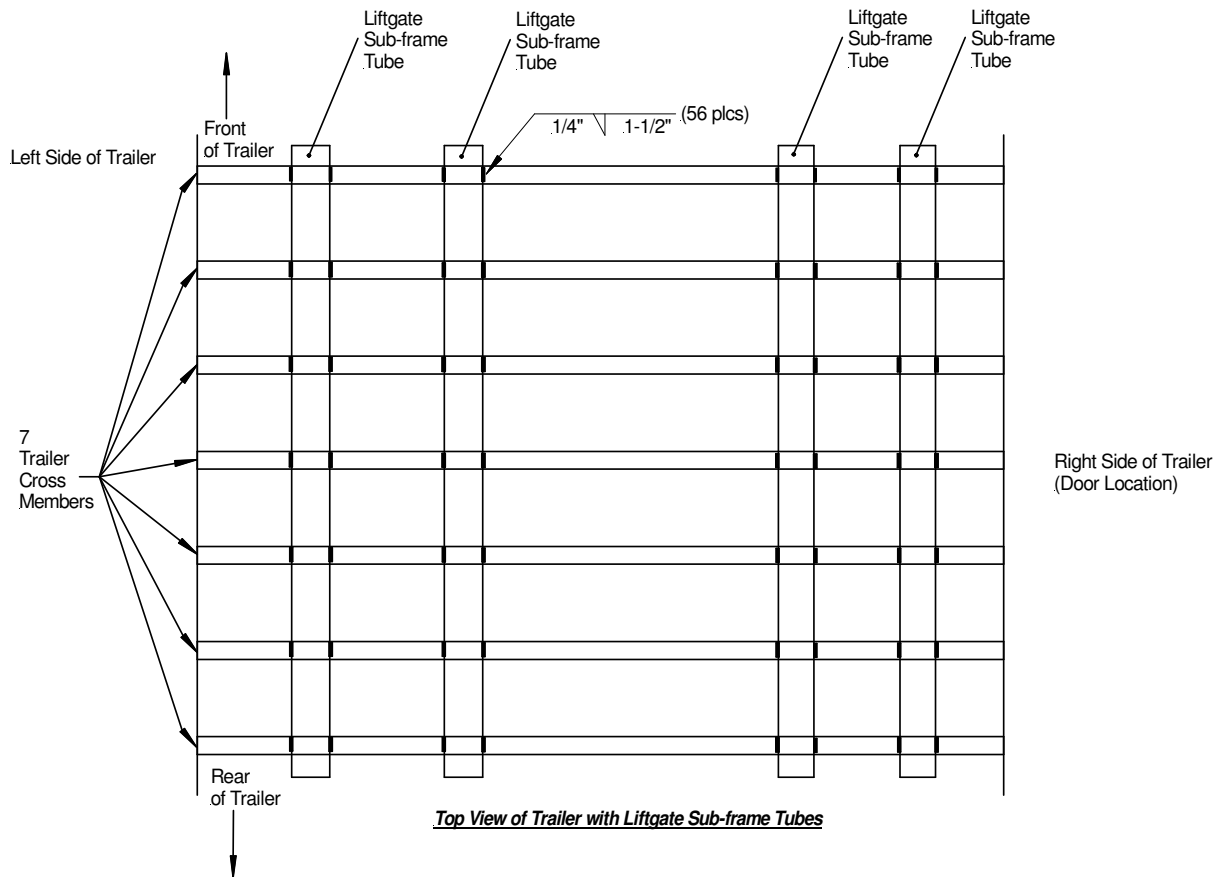 Liftgate
Sub-frame
Tube
Liftgate
Sub-frame
Tube
Liftgate
Sub-frame
Tube
Liftgate
Sub-frame
Tube
1/4" 1-1/2" (56 plcs)
Front
of Trailer
Left Side of Trailer
7
Trailer
Cross
Members
Right Side of Trailer
(Door Location)
Rear
of Trailer
Top View of Trailer with Liftgate Sub-frame Tubes